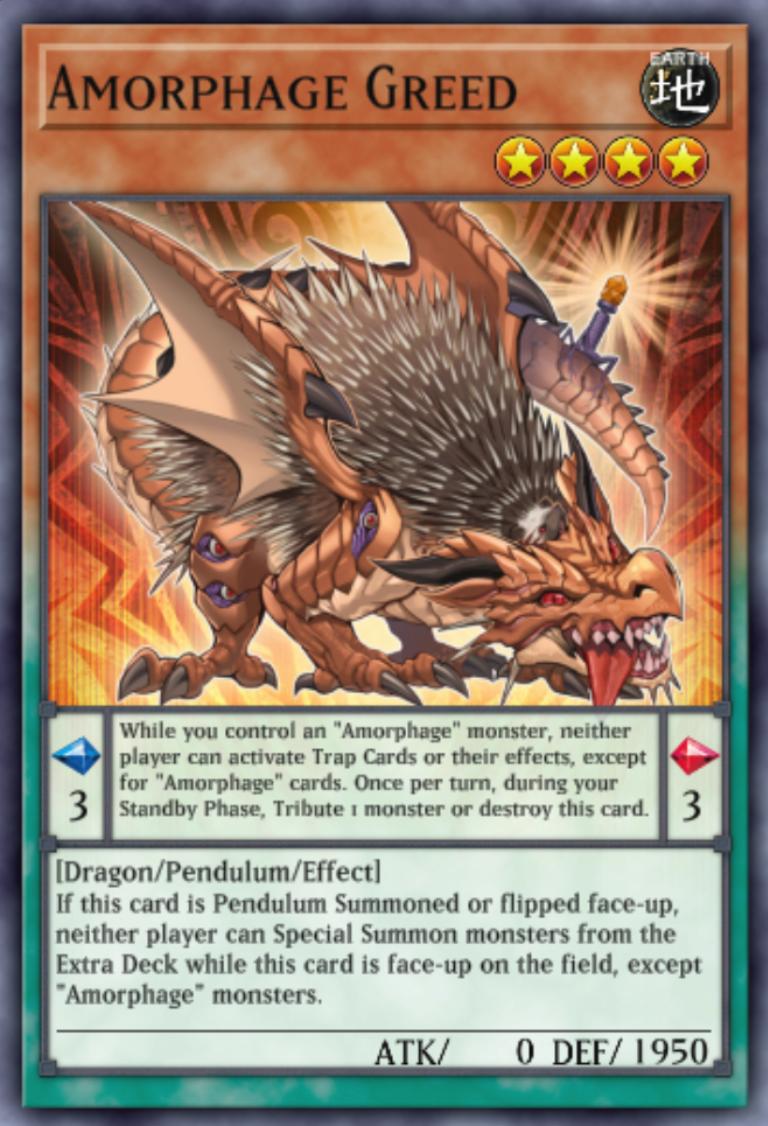 AMORPHAGE GREED
EARTH
地
While you control an "Amorphage" monster, neither
player can activate Trap Cards or their effects, except
for "Amorphage" cards. Once per turn, during your
Standby Phase, Tribute 1 monster or destroy this card.
3
3
[Dragon/Pendulum/Effect]
If this card is Pendulum Summoned or flipped face-up,
neither player can Special Summon monsters from the
Extra Deck while this card is face-up on the field, except
"Amorphage" monsters.
ATK/ 0 DEF/ 1950